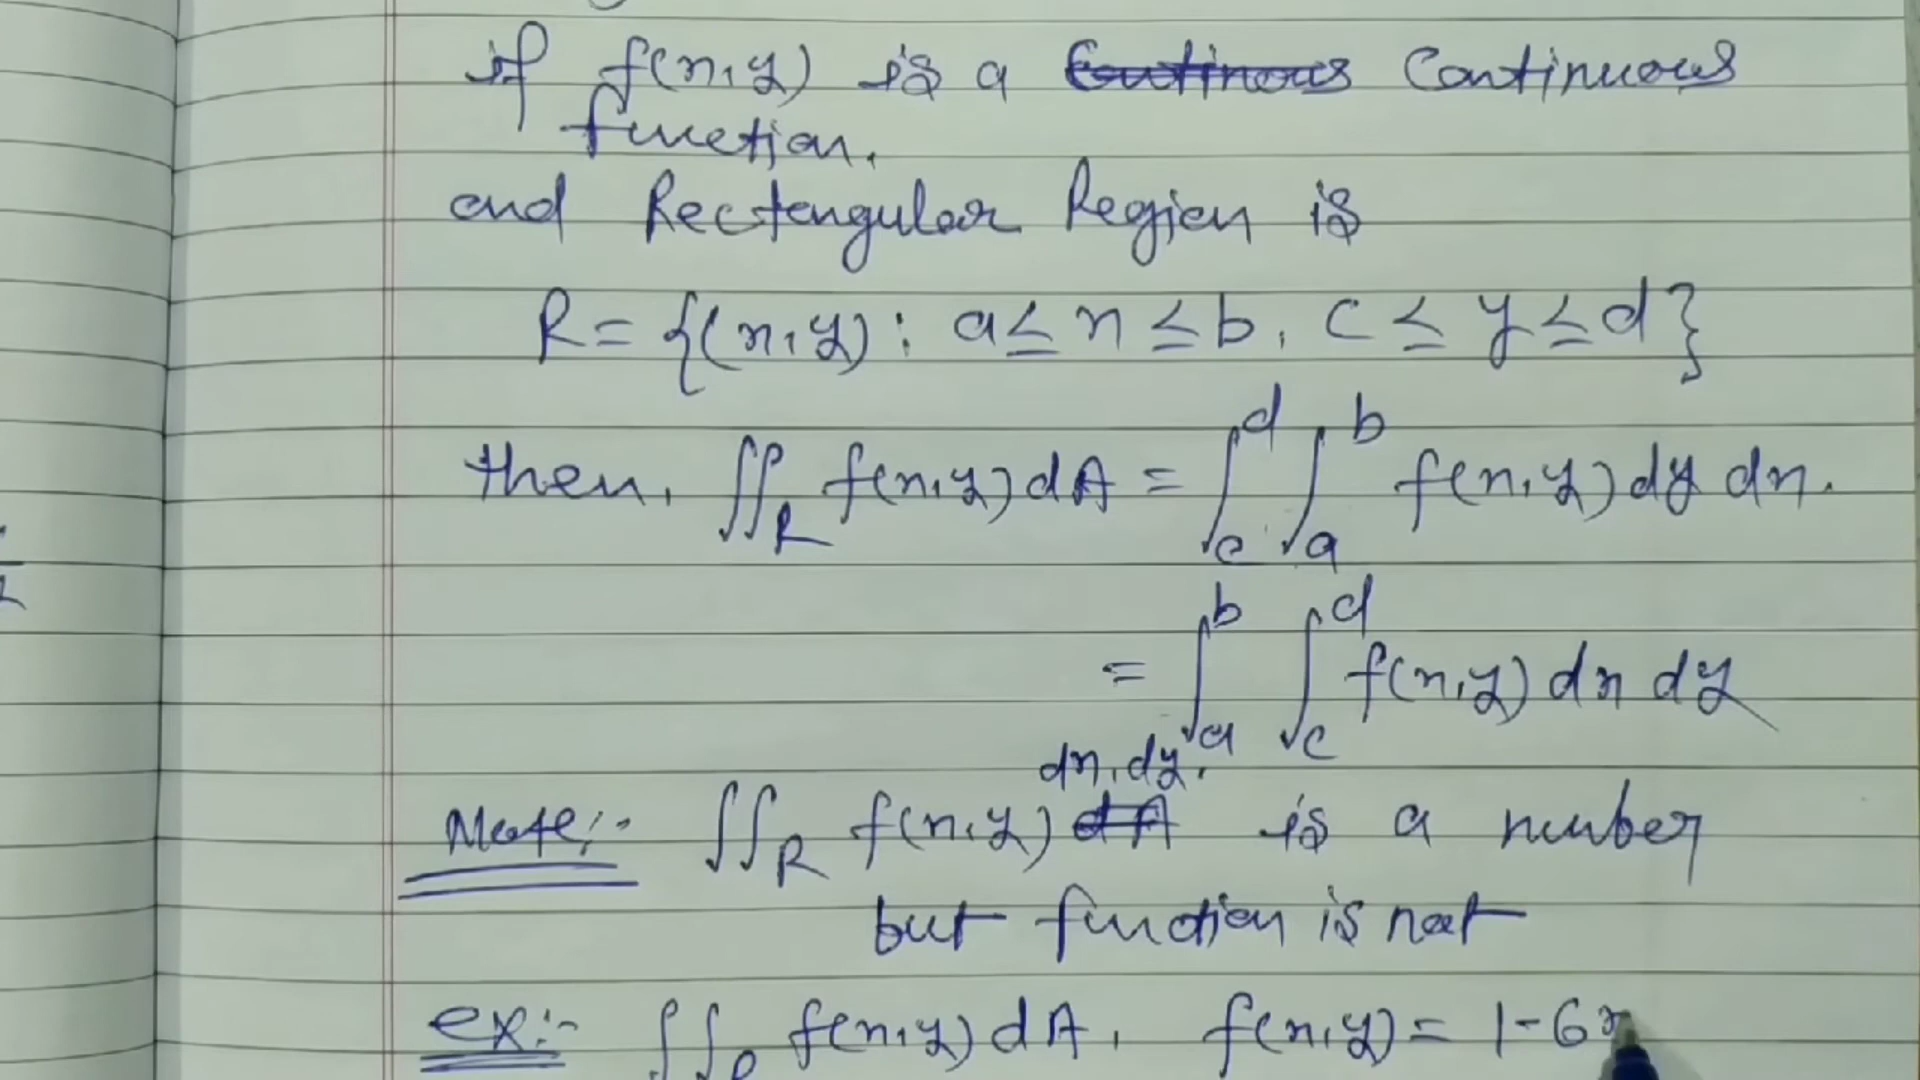 if f(x,y) is a Continuous
function.
and Rectangular Region is
R = {(x,y) : a ≤ x ≤ b, c ≤ y ≤ d}
then, ∬_R f(x,y) dA = ∫_c^d ∫_a^b f(x,y) dy dx.
= ∫_a^b ∫_c^d f(x,y) dx dy
dx,dy.
Note:- ∬_R f(x,y) dA is a number
but function is not
ex:- ∬_R f(x,y) dA, f(x,y) = 1-6x